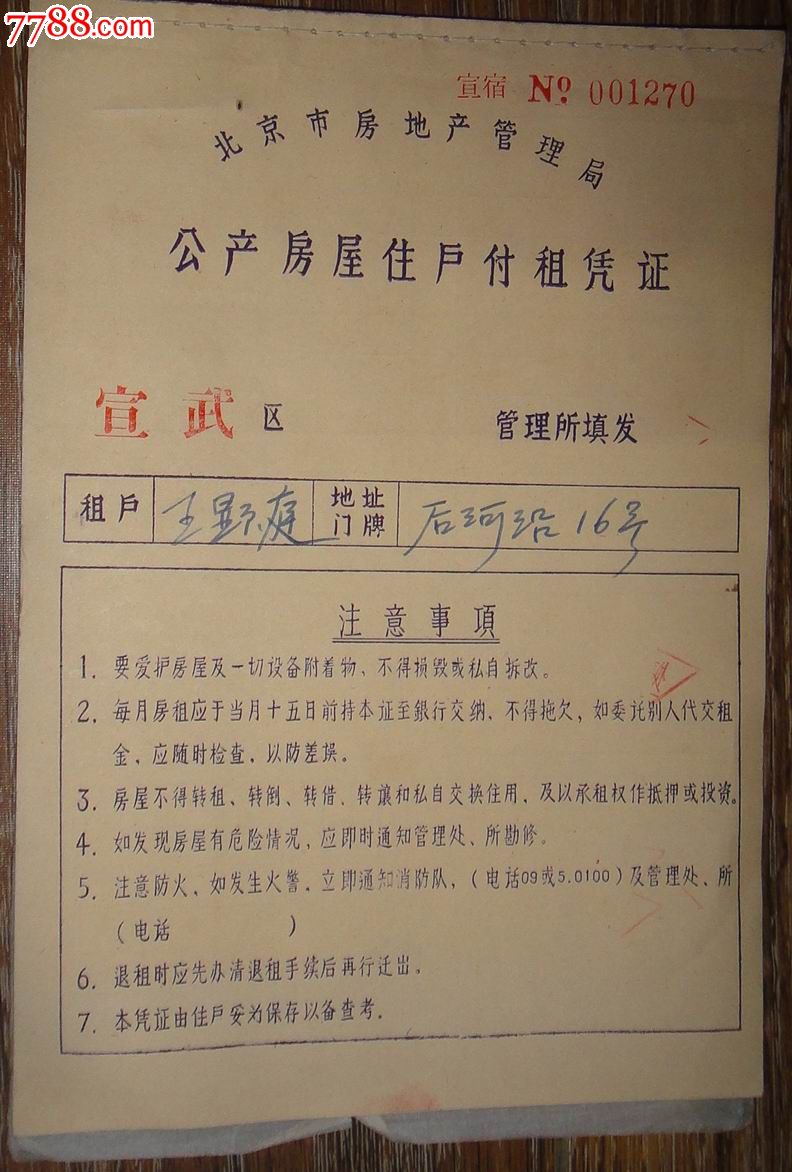 7788.com
宣宿 № 001270
北京市房地产管理局
公产房屋住戶付租凭证
宣武区 管理所填发
租戶 王显庭 地址门牌 后河沿16号
注意事項
1. 要爱护房屋及一切设备附着物、不得损毁或私自拆改。
2. 每月房租应于当月十五日前持本证至銀行交纳、不得拖欠，如委讬别人代交租
金，应随时检查，以防差误。
3. 房屋不得转租、转倒、转借、转讓和私自交换住用，及以承租权作抵押或投资。
4. 如发现房屋有危险情况，应即时通知管理处、所勘修。
5. 注意防火、如发生火警、立即通知消防队，（电话09或5.0100）及管理处、所
（电话 ）
6. 退租时应先办清退租手续后再行迁出。
7. 本凭证由住戶妥为保存以备查考.